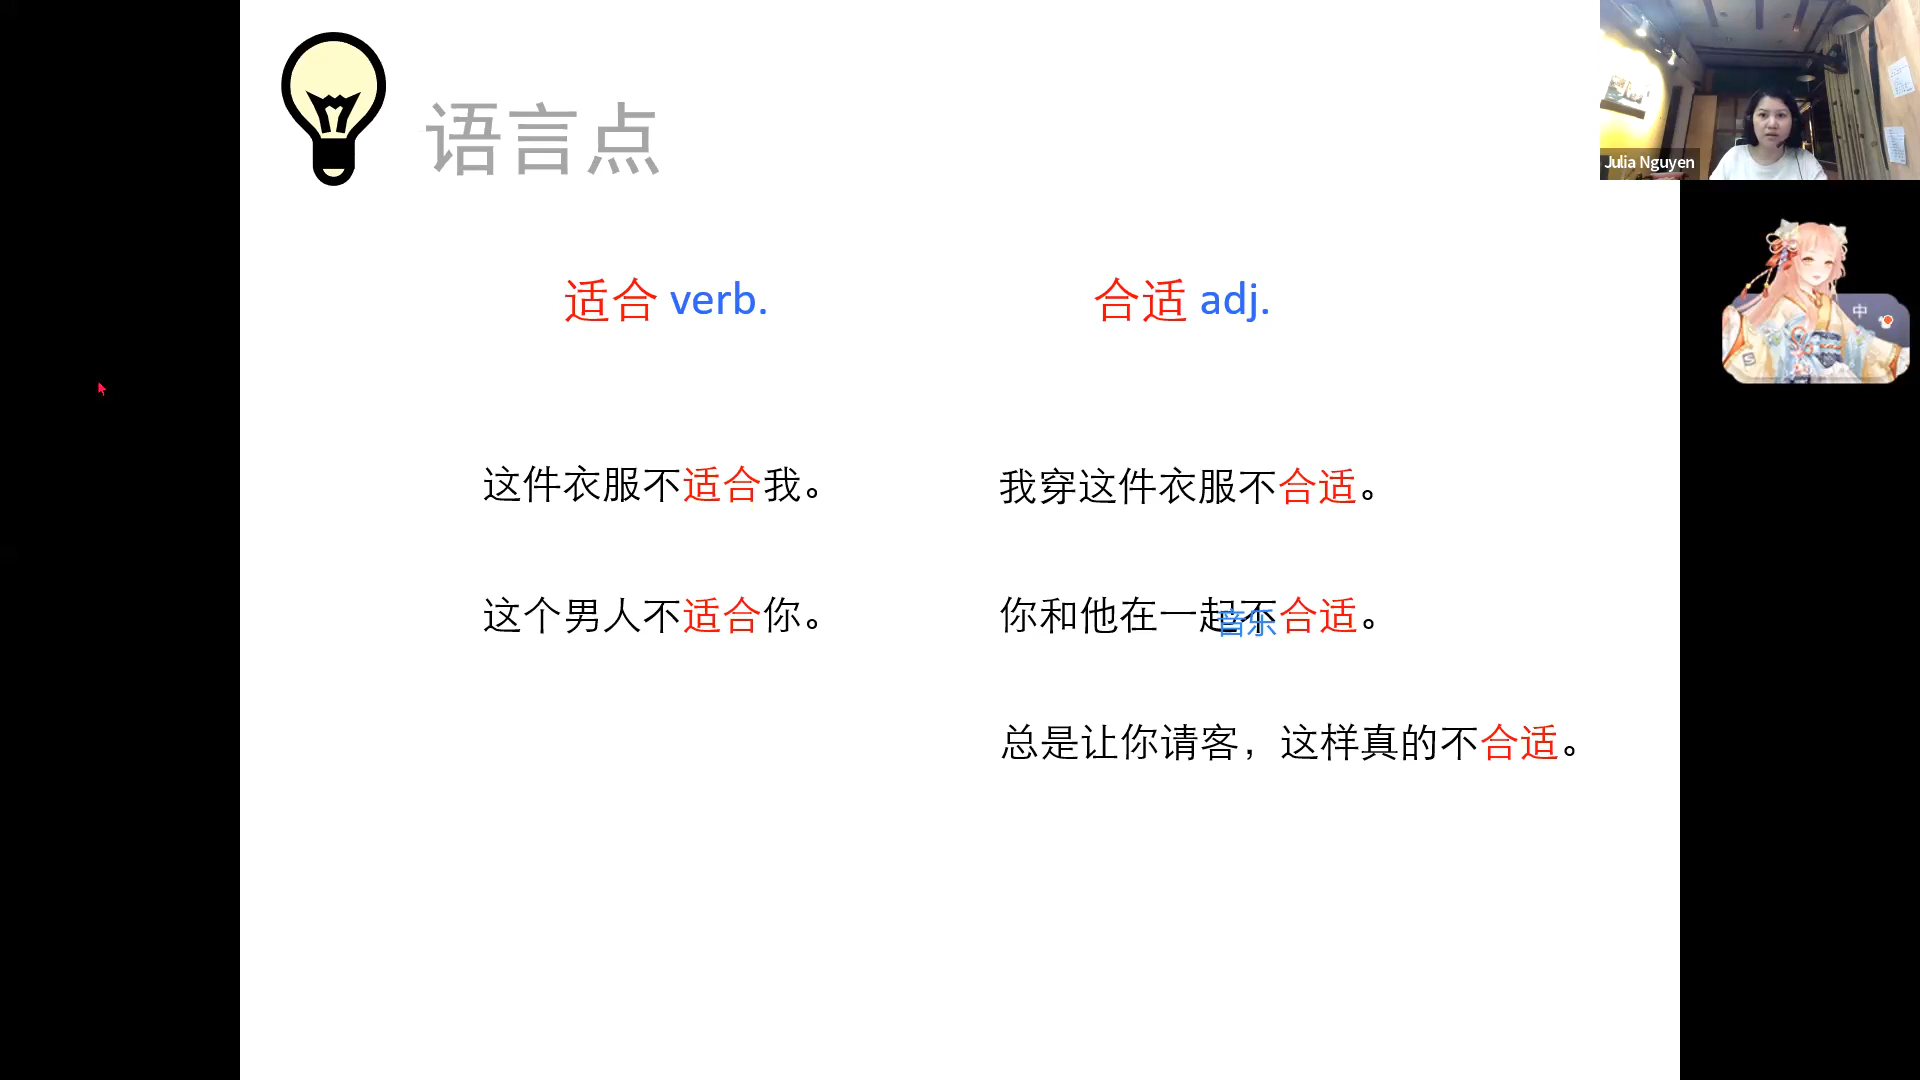 语言点
Julia Nguyen
适合 verb.
合适 adj.
中
S
这件衣服不适合我。
我穿这件衣服不合适。
这个男人不适合你。
你和他在一起不合适。
音乐
总是让你请客，这样真的不合适。